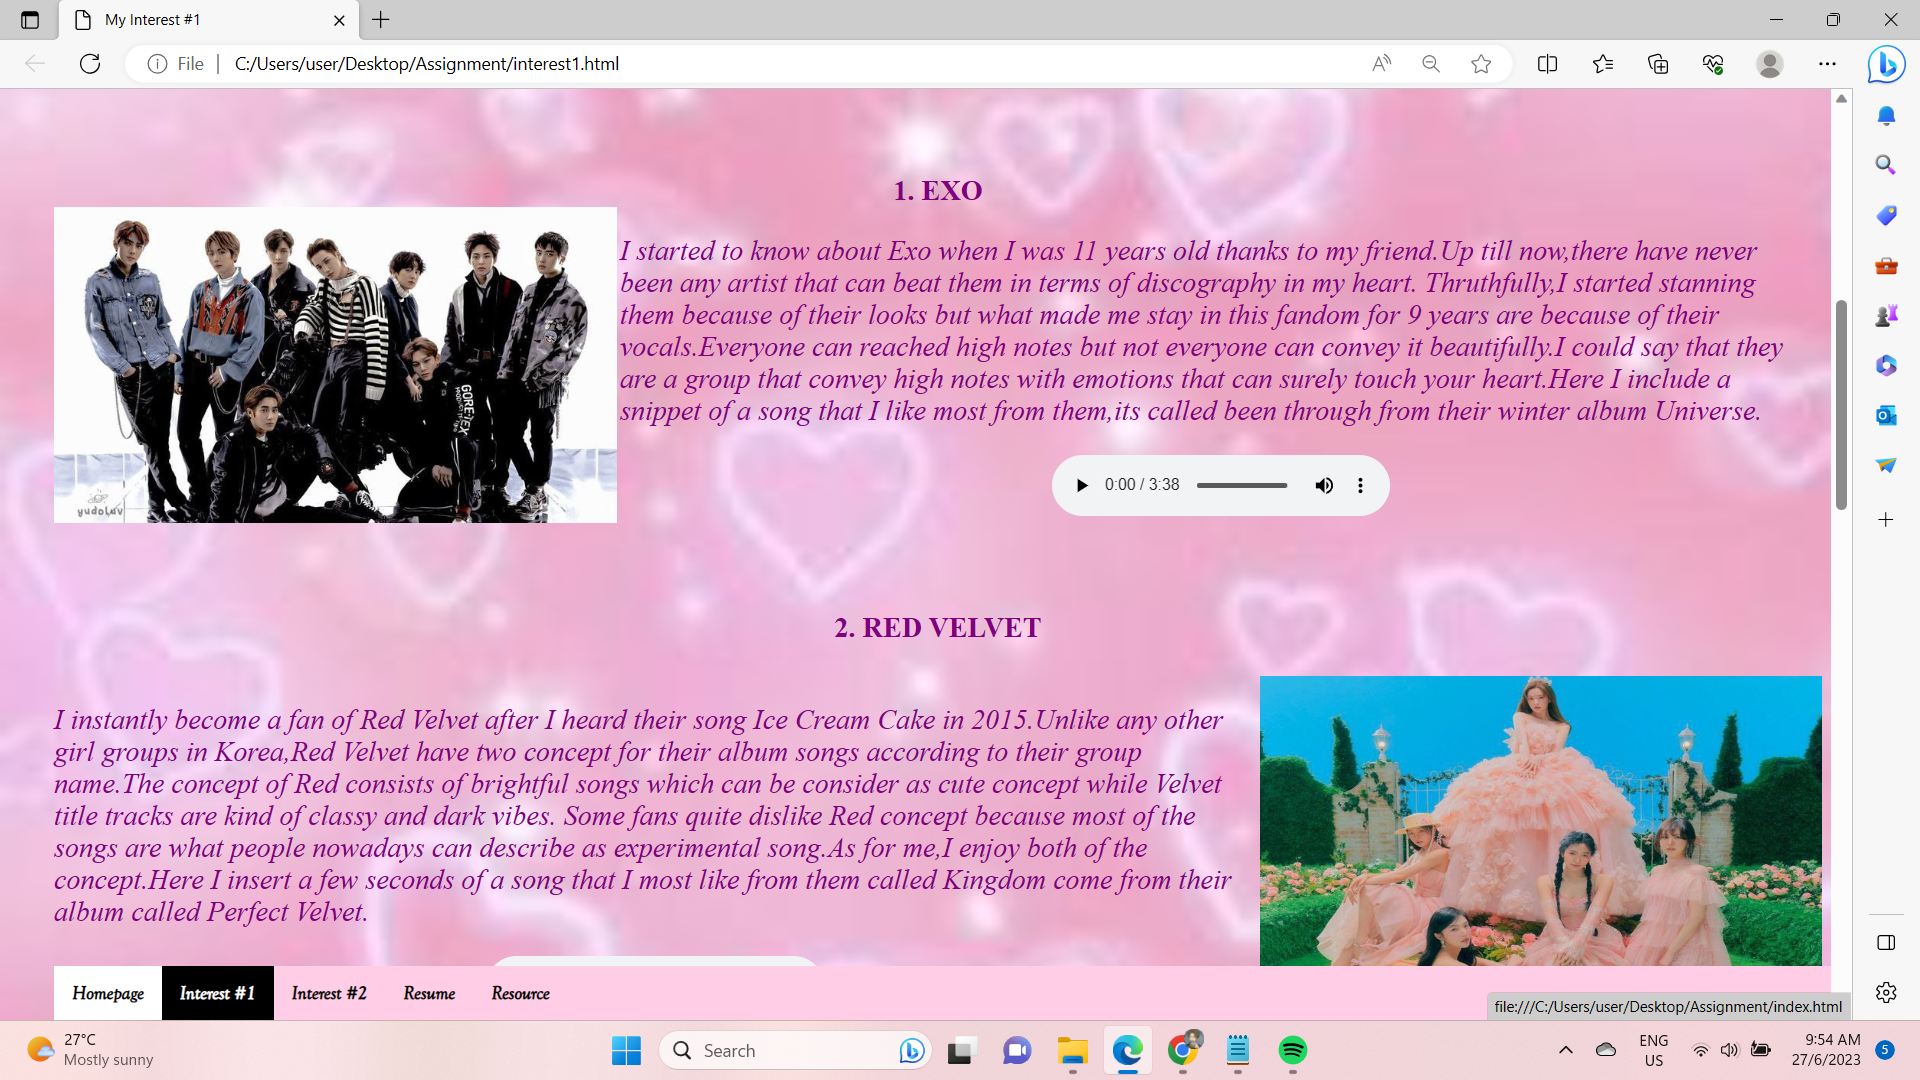 My Interest #1
File
C:/Users/user/Desktop/Assignment/interest1.html
1. EXO
I started to know about Exo when I was 11 years old thanks to my friend.Up till now,there have never
been any artist that can beat them in terms of discography in my heart. Thruthfully,I started stanning
them because of their looks but what made me stay in this fandom for 9 years are because of their
vocals.Everyone can reached high notes but not everyone can convey it beautifully.I could say that they
are a group that convey high notes with emotions that can surely touch your heart.Here I include a
snippet of a song that I like most from them,its called been through from their winter album Universe.
GORE-TEX
yudoluv
0:00 / 3:38
2. RED VELVET
I instantly become a fan of Red Velvet after I heard their song Ice Cream Cake in 2015.Unlike any other
girl groups in Korea,Red Velvet have two concept for their album songs according to their group
name.The concept of Red consists of brightful songs which can be consider as cute concept while Velvet
title tracks are kind of classy and dark vibes. Some fans quite dislike Red concept because most of the
songs are what people nowadays can describe as experimental song.As for me,I enjoy both of the
concept.Here I insert a few seconds of a song that I most like from them called Kingdom come from their
album called Perfect Velvet.
Homepage Interest #1 Interest #2 Resume Resource
file:///C:/Users/user/Desktop/Assignment/index.html
27°C
Mostly sunny
Search
ENG
US
9:54 AM
27/6/2023
5